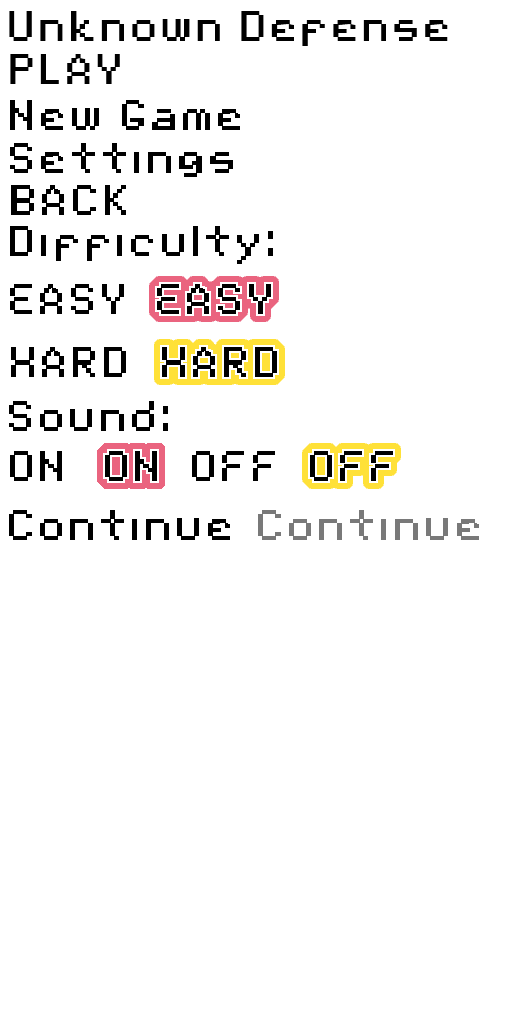 Unknown Defense
PLAY
New Game
Settings
BACK
Difficulty:
EASY EASY
HARD HARD
Sound:
ON ON OFF OFF
Continue Continue